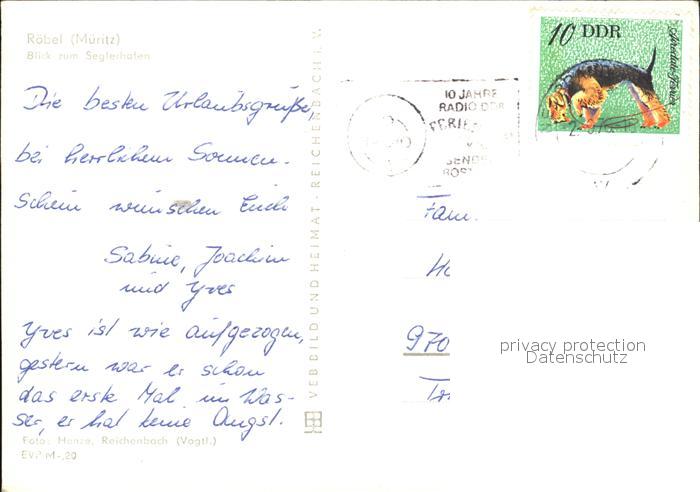 Röbel (Müritz)
Blick zum Seglerhafen
Die besten Urlaubsgrüße,
bei herrlichem Sonnen-
schein wünschen Euch
Sabine, Joachim
und Yves
Yves ist wie aufgezogen,
gestern war er schon
das erste Mal im Was-
ser, er hat keine Angst.
Foto: Henze, Reichenbach (Vogtl.)
EVP M -,20
VEB BILD UND HEIMAT · REICHENBACH i. V.
10 DDR
10 JAHRE
RADIO DDR
FERIE
SENDE
ROST
Fam.
970
privacy protection
Datenschutz